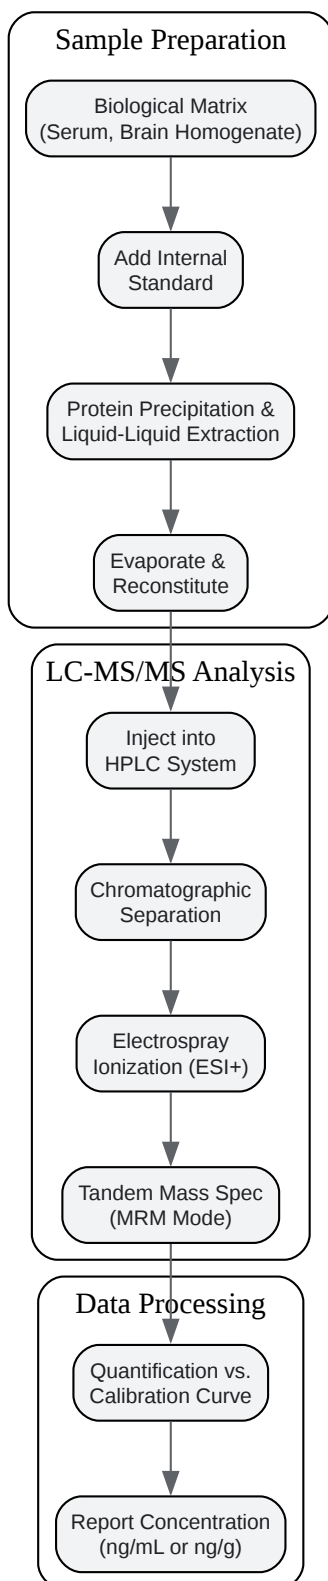 Sample Preparation
Biological Matrix
(Serum, Brain Homogenate)
Add Internal
Standard
Protein Precipitation &
Liquid-Liquid Extraction
Evaporate &
Reconstitute
LC-MS/MS Analysis
Inject into
HPLC System
Chromatographic
Separation
Electrospray
Ionization (ESI+)
Tandem Mass Spec
(MRM Mode)
Data Processing
Quantification vs.
Calibration Curve
Report Concentration
(ng/mL or ng/g)